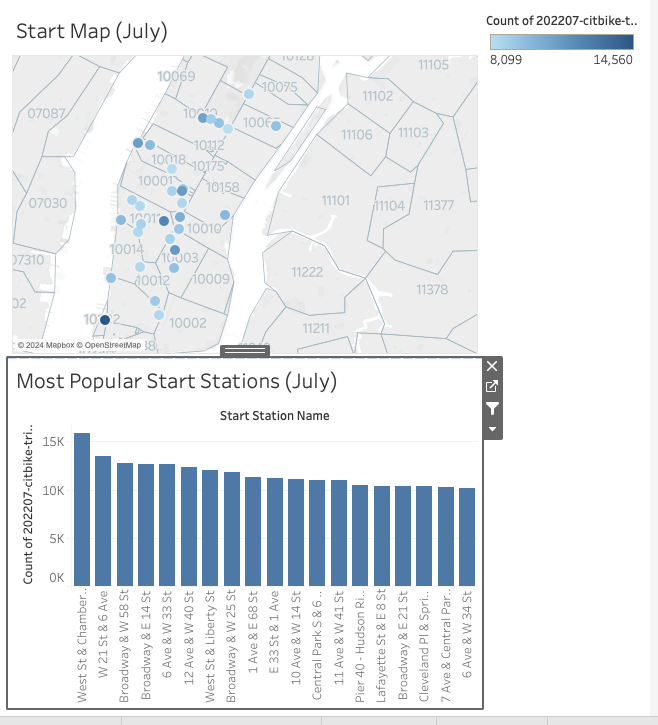 Start Map (July)
Count of 202207-citbike-t..
8,099 14,560
10128
11105
10069
10075
11102
07087
10065
11106
11103
10112
10018
10175
10001
10158
07030
11101
11104
11377
10011
10010
10014
10003
07310
11222
10012
10009
11378
10002
11211
© 2024 Mapbox © OpenStreetMap
Most Popular Start Stations (July)
Start Station Name
Count of 202207-citbike-tri..
15K
10K
5K
0K
West St & Chamber..
W 21 St & 6 Ave
Broadway & W 58 St
Broadway & E 14 St
6 Ave & W 33 St
12 Ave & W 40 St
West St & Liberty St
Broadway & W 25 St
1 Ave & E 68 St
E 33 St & 1 Ave
10 Ave & W 14 St
Central Park S & 6 ..
11 Ave & W 41 St
Pier 40 - Hudson Ri..
Lafayette St & E 8 St
Broadway & E 21 St
Cleveland Pl & Spri..
7 Ave & Central Par..
6 Ave & W 34 St